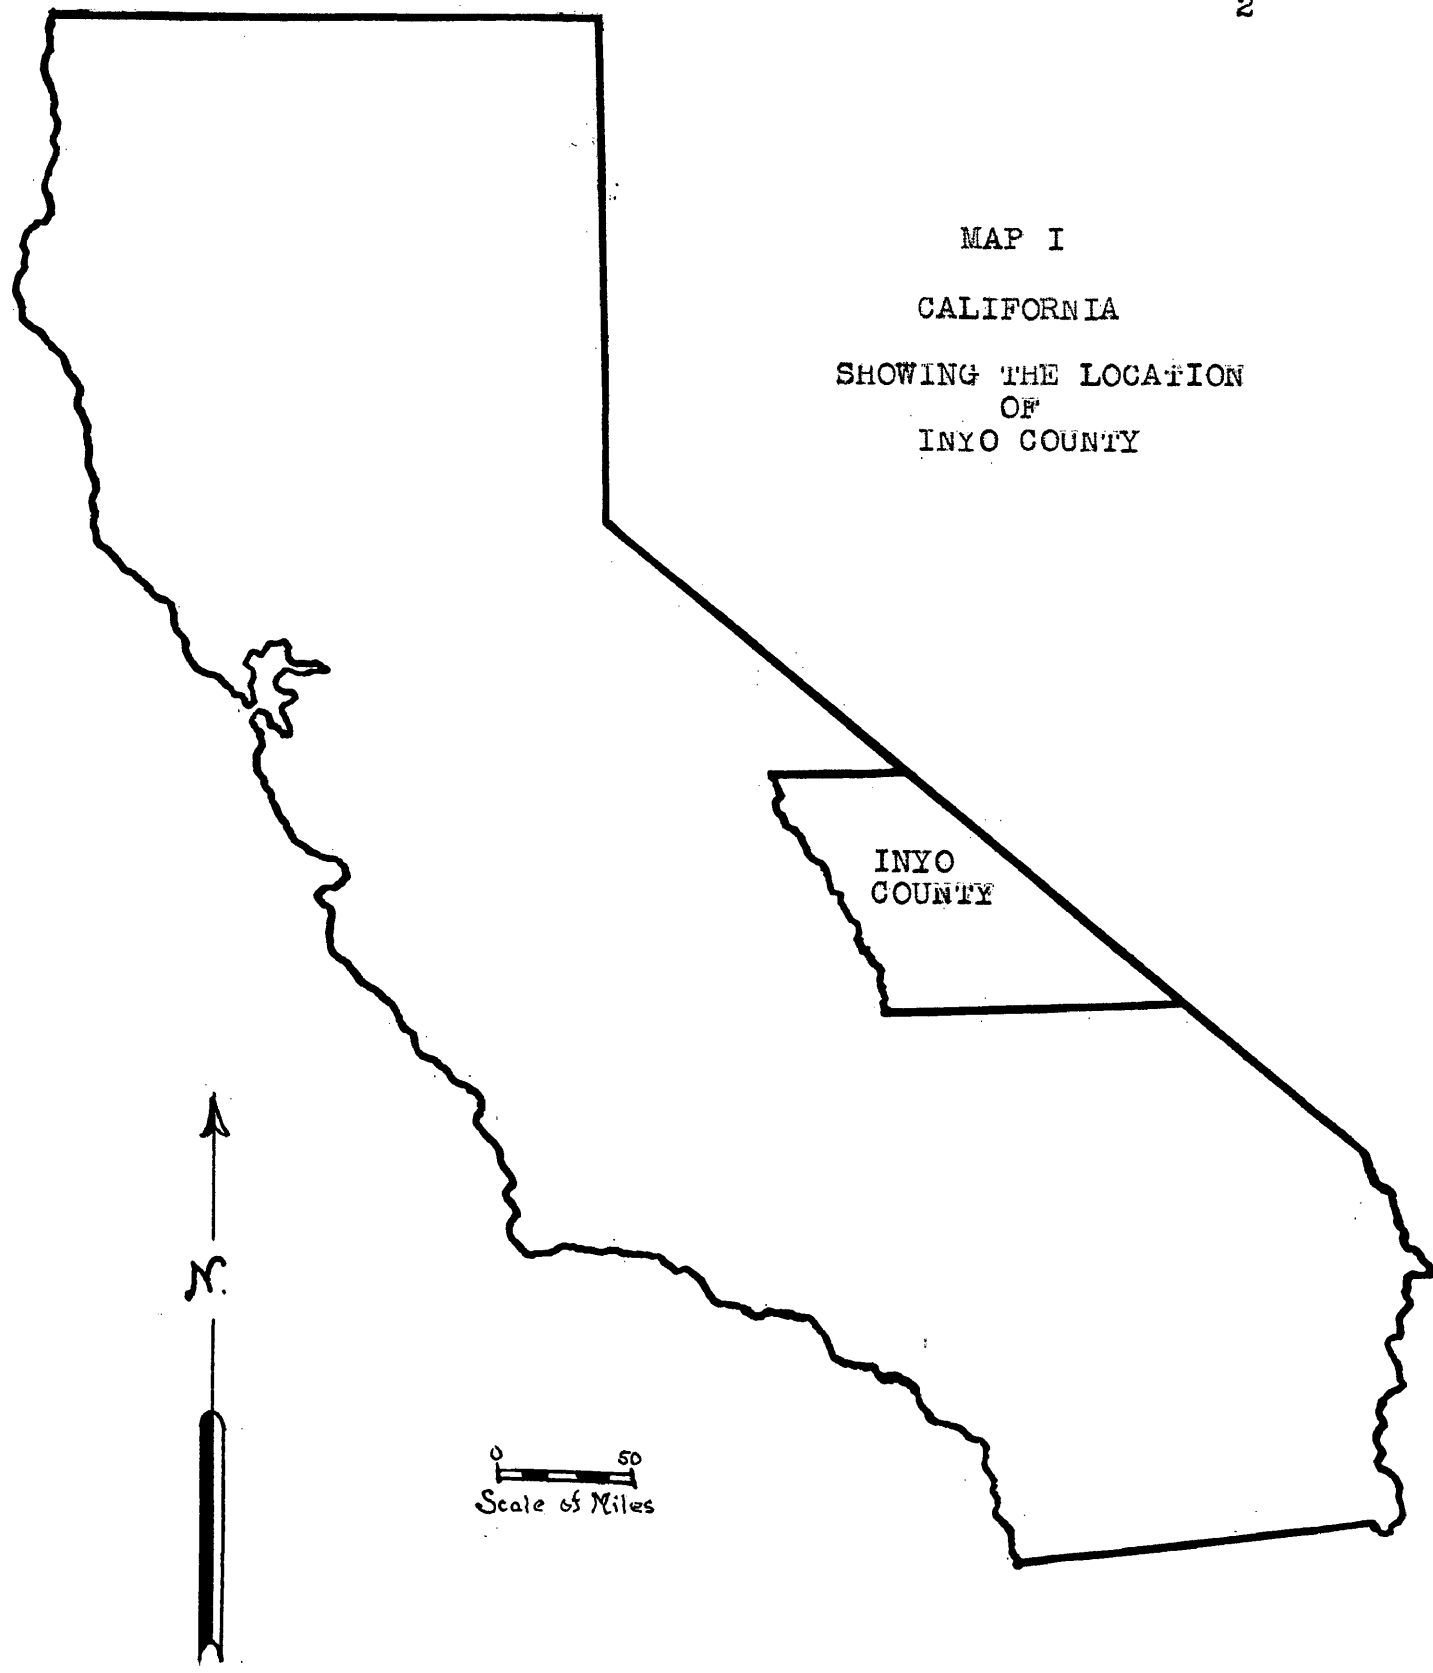 2
MAP I
CALIFORNIA
SHOWING THE LOCATION
OF
INYO COUNTY
INYO
COUNTY
N.
0 50
Scale of Miles